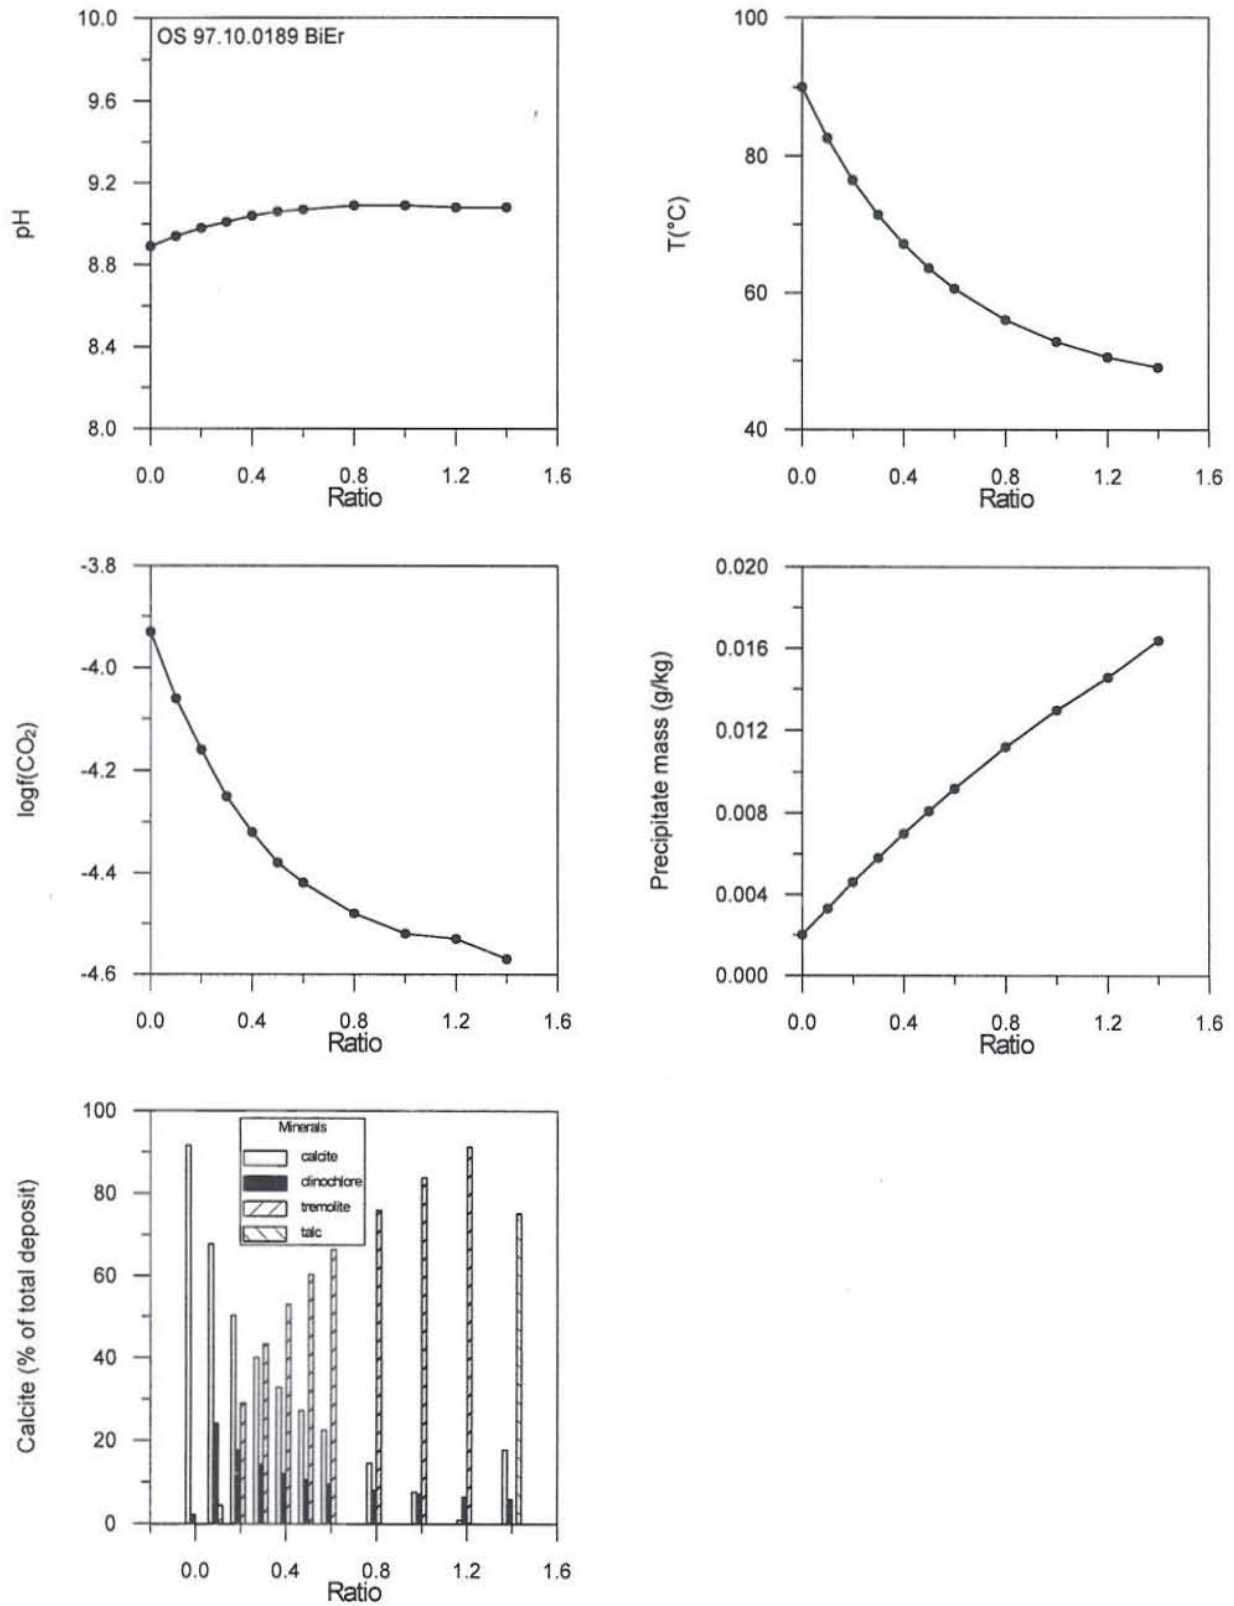 OS 97.10.0189 BiEr
10.0
9.6
9.2
8.8
8.4
8.0
pH
0.0 0.4 0.8 1.2 1.6
Ratio
100
80
60
40
T(°C)
0.0 0.4 0.8 1.2 1.6
Ratio
-3.8
-4.0
-4.2
-4.4
-4.6
logf(CO₂)
0.0 0.4 0.8 1.2 1.6
Ratio
0.020
0.016
0.012
0.008
0.004
0.000
Precipitate mass (g/kg)
0.0 0.4 0.8 1.2 1.6
Ratio
100
80
60
40
20
0
Calcite (% of total deposit)
Minerals
calcite
clinochlore
tremolite
talc
0.0 0.4 0.8 1.2 1.6
Ratio